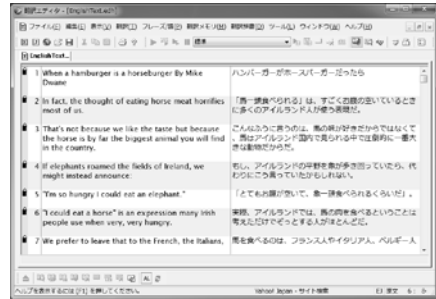 翻訳エディタ - [EnglishText.edt]
ファイル(F) 編集(E) 表示(V) 翻訳(T) フレーズ(P) 翻訳メモリ(M) 翻訳辞書(D) ツール(L) ウィンドウ(W) ヘルプ(H)
標準
EnglishText.edt
1 When a hamburger is a horseburger By Mike
Duane
ハンバーガーがホースバーガーだったら
2 In fact, the thought of eating horse meat horrifies
most of us.
「馬一頭食べられる」は、すごくお腹の空いているとき
に多くのアイルランド人が使う表現だ。
3 That's not because we like the taste but because
the horse is by far the biggest animal you will find
in the country.
こんなふうに言うのは、馬の味が好きだからではなくて
、馬はアイルランド国内で見られる中で圧倒的に一番大
きな動物からだ。
4 If elephants roamed the fields of Ireland, we
might instead announce:
もし、アイルランドの平野を象が歩き回っていたら、代
わりにこう言っていたかもしれない。
5 "I'm so hungry I could eat an elephant."
「とてもお腹が空いて、象一頭食べられるくらいだ」。
6 "I could eat a horse" is an expression many Irish
people use when very, very hungry.
実際、アイルランドでは、馬の肉を食べるということは
考えただけでぞっとする人がほとんどだ。
7 We prefer to leave that to the French, the Italians,
馬を食べるのは、フランス人やイタリア人、ベルギー人
ヘルプを表示するには [F1] を押してください。
Yahoo! Japan - サイト検索
原文